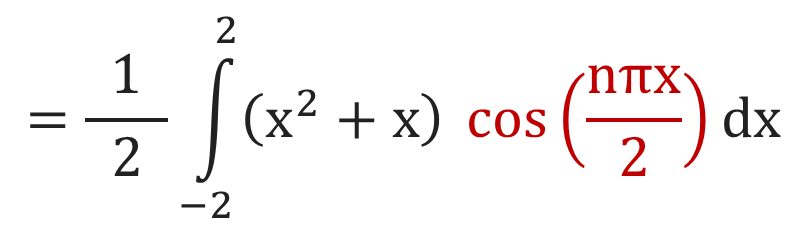 = 1/2 ∫_{-2}^{2} (x² + x) cos(nπx/2) dx